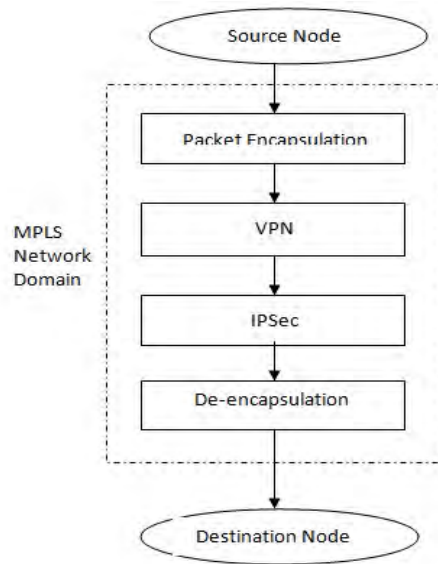 Source Node
Packet Encapsulation
VPN
MPLS
Network
Domain
IPSec
De-encapsulation
Destination Node